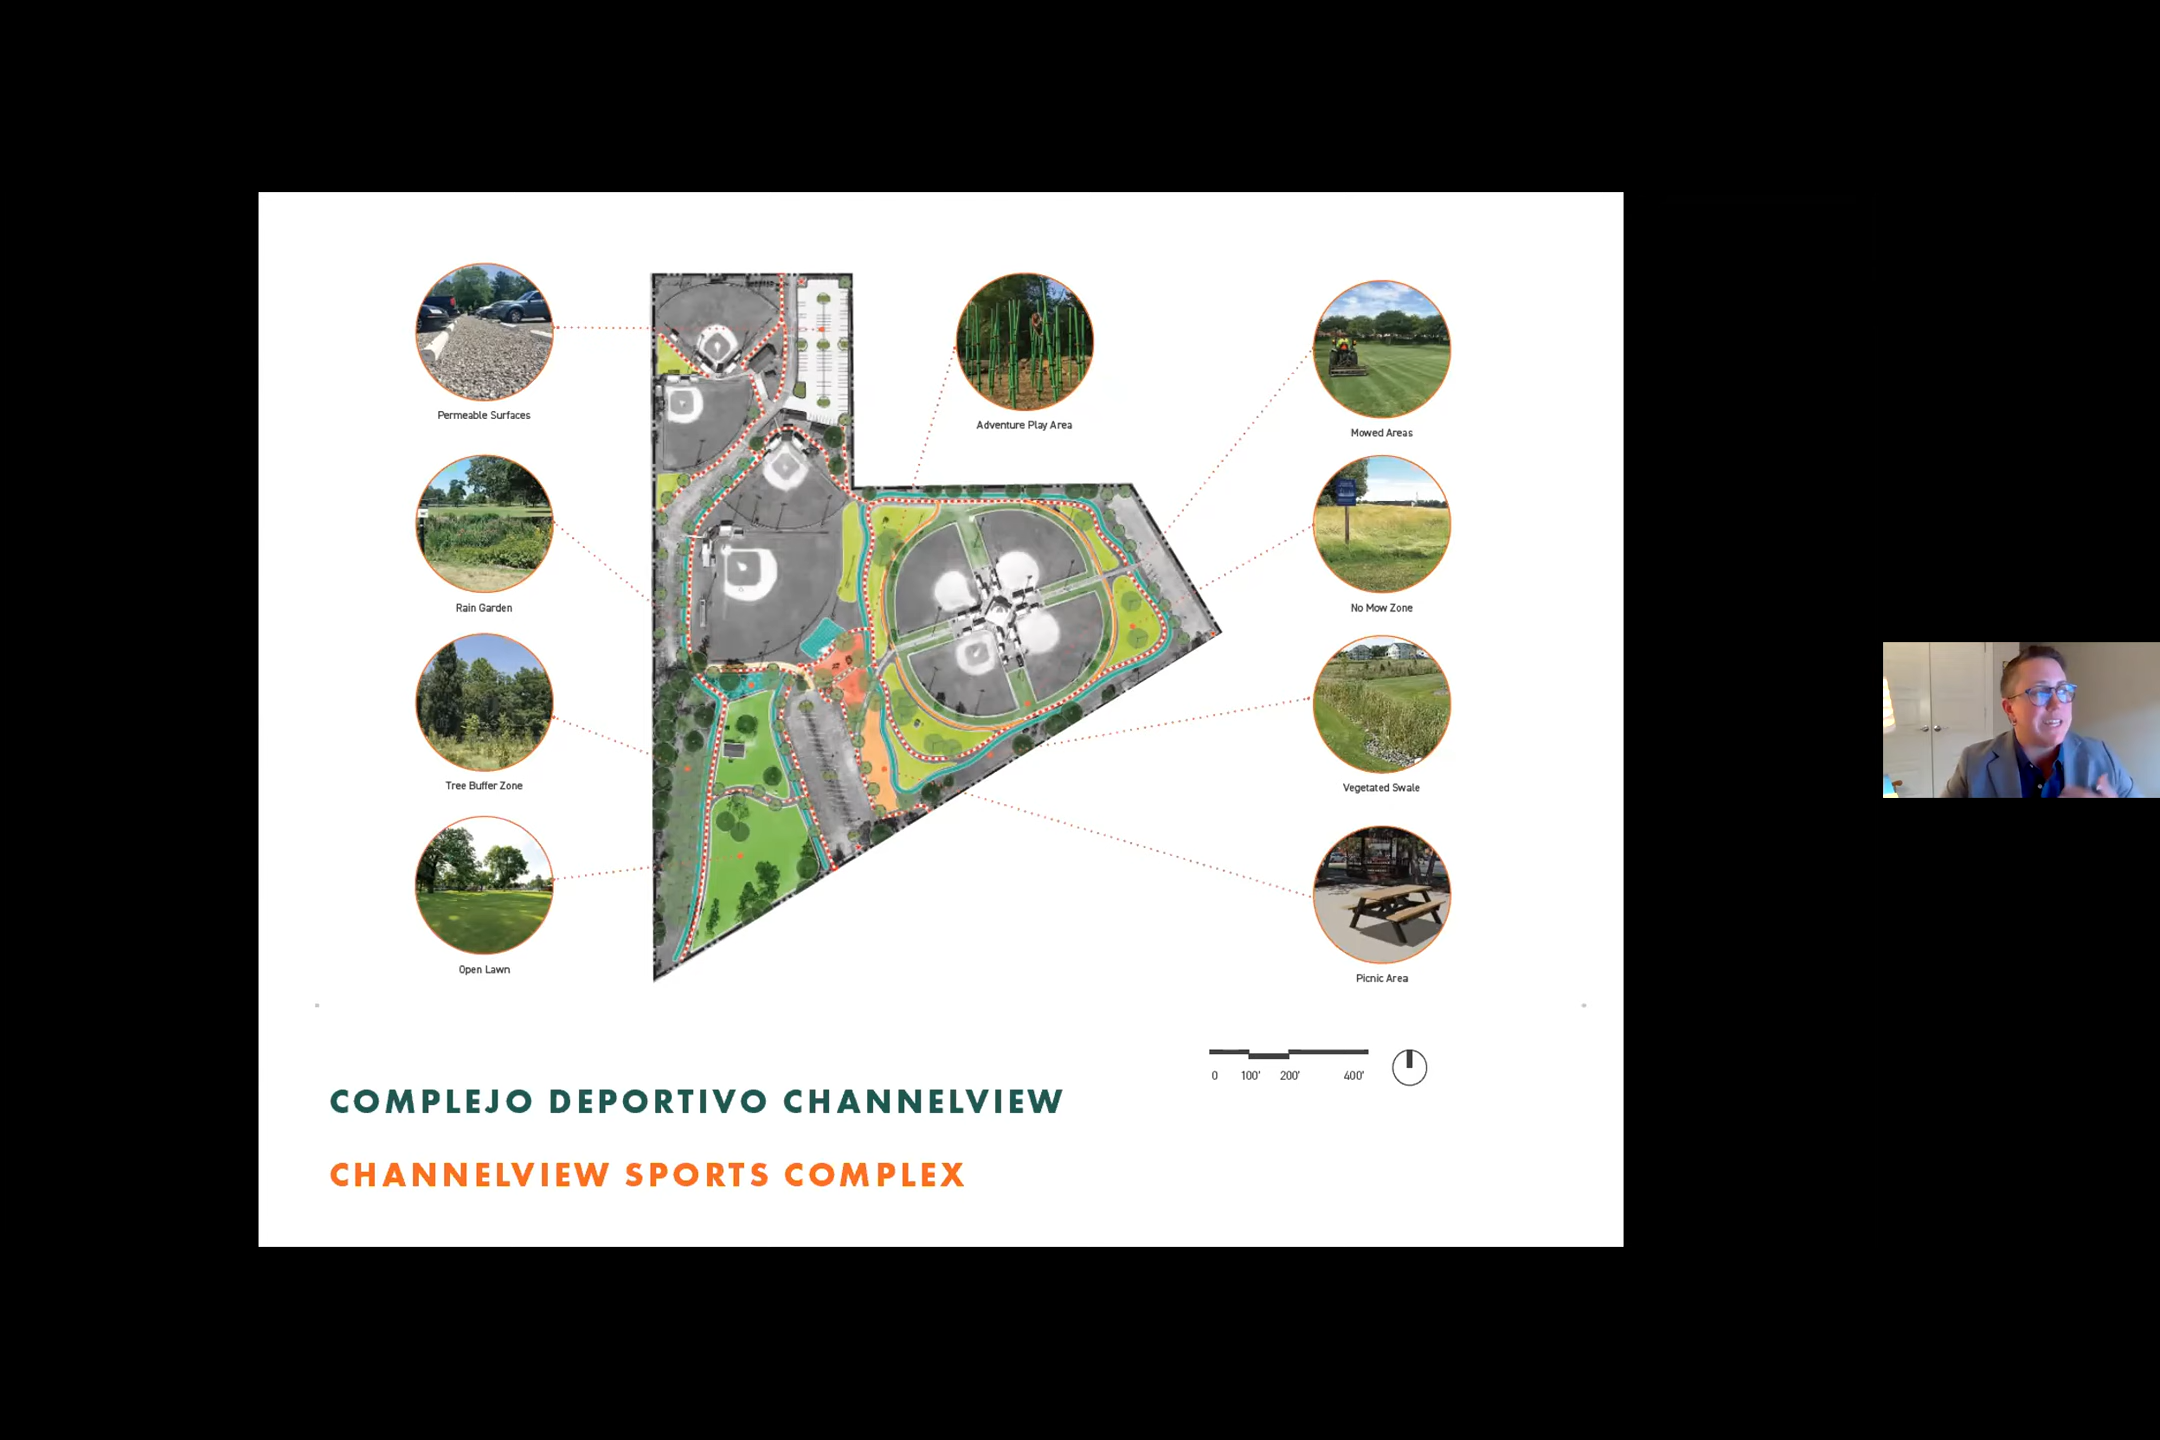 Permeable Surfaces
Rain Garden
Tree Buffer Zone
Open Lawn
Adventure Play Area
Mowed Areas
No Mow Zone
Vegetated Swale
Picnic Area
0 100' 200' 400'
COMPLEJO DEPORTIVO CHANNELVIEW
CHANNELVIEW SPORTS COMPLEX